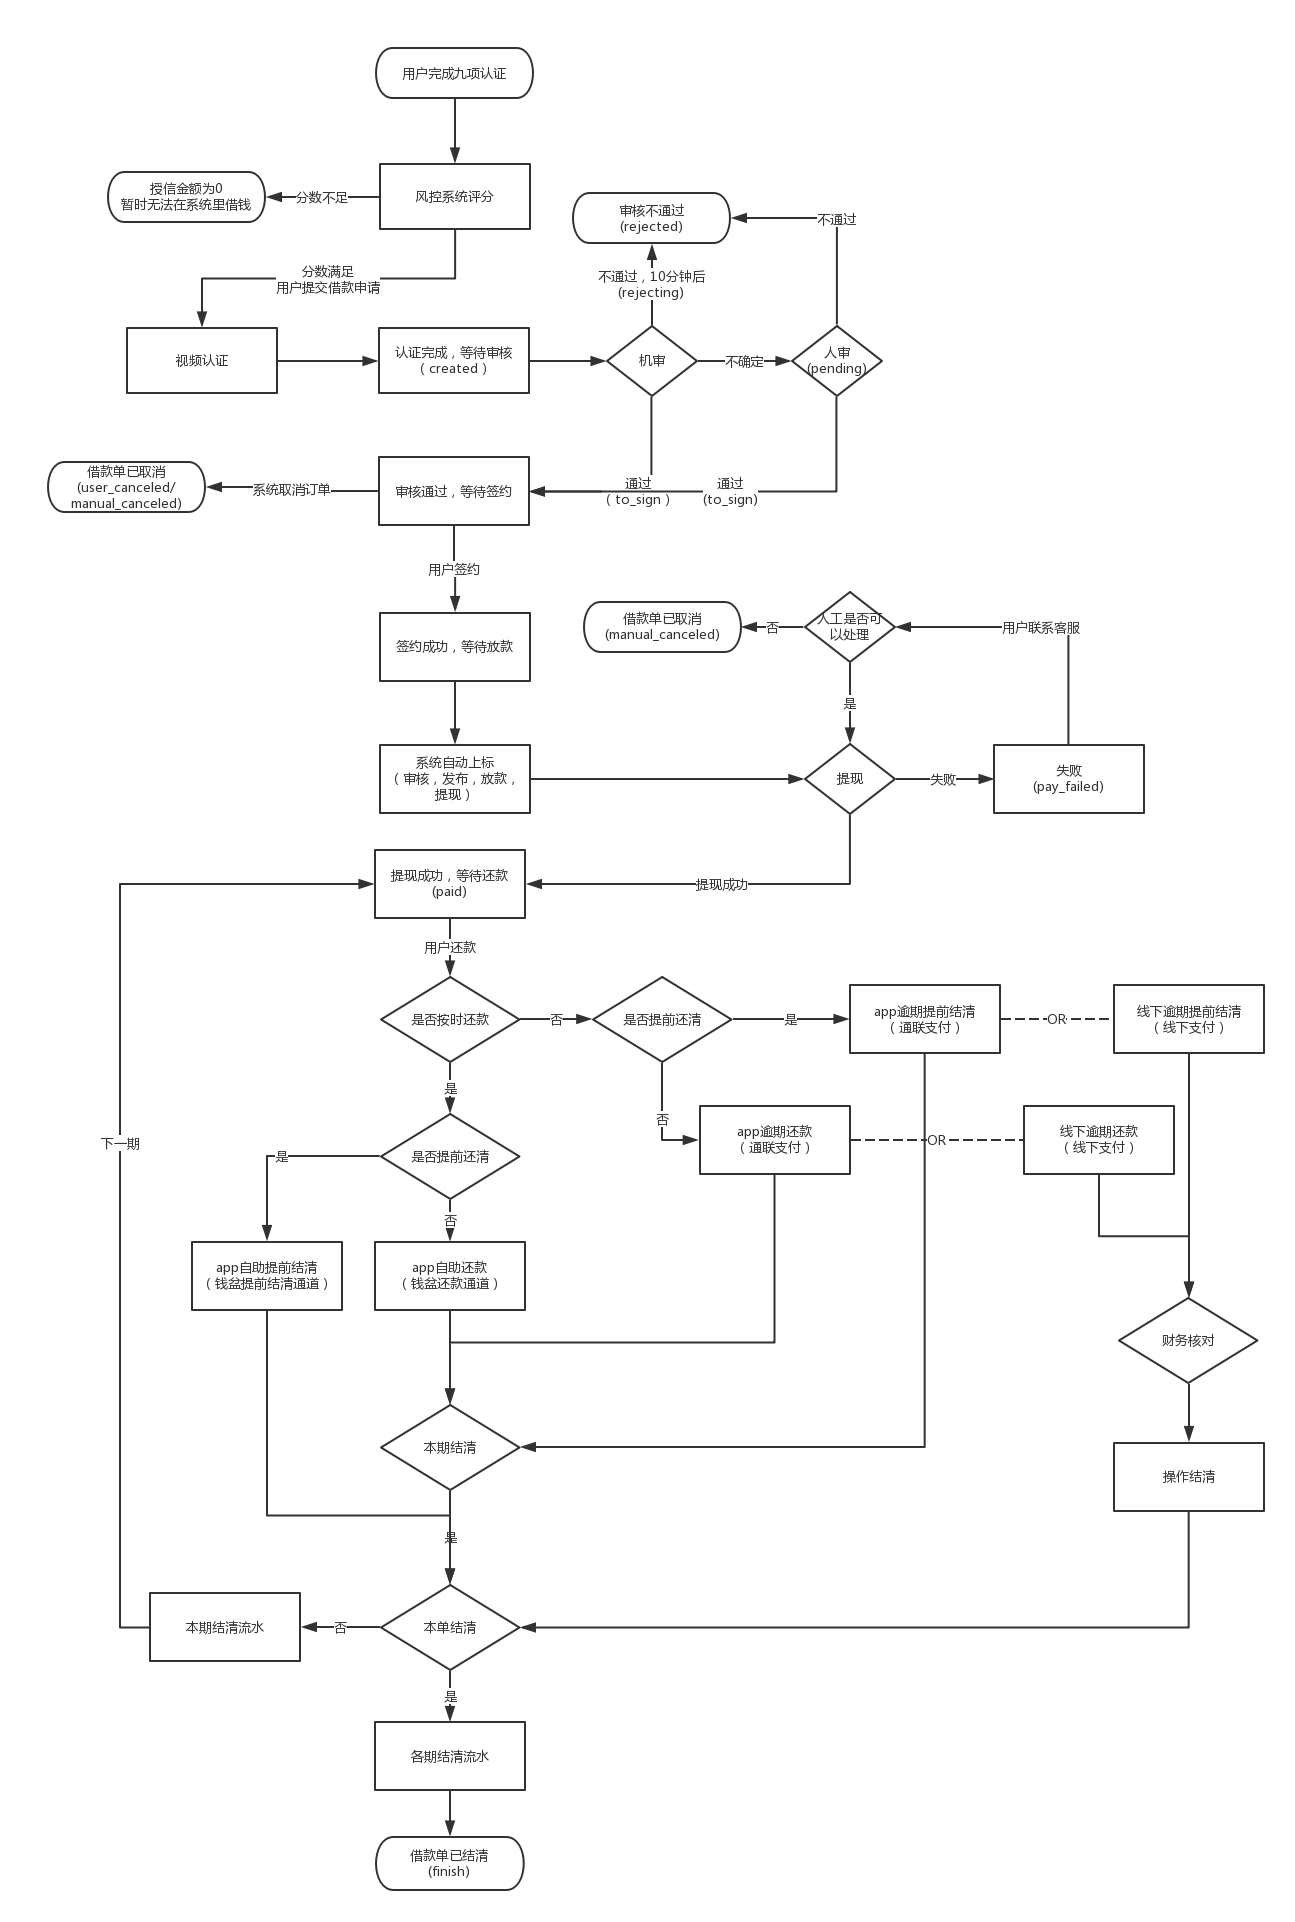 用户完成九项认证
授信金额为0
暂时无法在系统里借钱
分数不足
风控系统评分
审核不通过
(rejected)
不通过
分数满足
用户提交借款申请
不通过，10分钟后
(rejecting)
视频认证
认证完成，等待审核
（created）
机审
不确定
人审
(pending)
借款单已取消
(user_canceled/
manual_canceled)
系统取消订单
审核通过，等待签约
通过
（to_sign）
通过
(to_sign)
用户签约
签约成功，等待放款
借款单已取消
(manual_canceled)
否
人工是否可
以处理
用户联系客服
是
系统自动上标
（审核，发布，放款，
提现）
提现
失败
失败
(pay_failed)
提现成功，等待还款
(paid)
提现成功
用户还款
是否按时还款
否
是否提前还清
是
app逾期提前结清
（通联支付）
OR
线下逾期提前结清
（线下支付）
是
否
app逾期还款
（通联支付）
OR
线下逾期还款
（线下支付）
下一期
是
是否提前还清
否
app自助提前结清
（钱盆提前结清通道）
app自助还款
（钱盆还款通道）
财务核对
本期结清
操作结清
是
本期结清流水
否
本单结清
是
各期结清流水
借款单已结清
(finish)